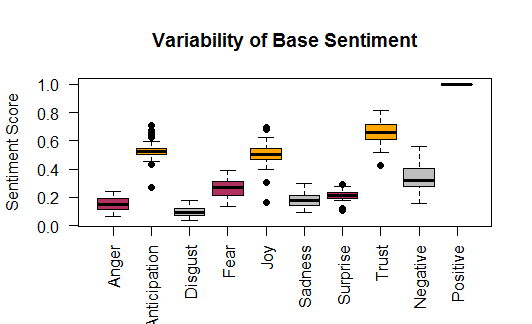 Variability of Base Sentiment
Sentiment Score
1.0
0.8
0.6
0.4
0.2
0.0
Anger
Anticipation
Disgust
Fear
Joy
Sadness
Surprise
Trust
Negative
Positive